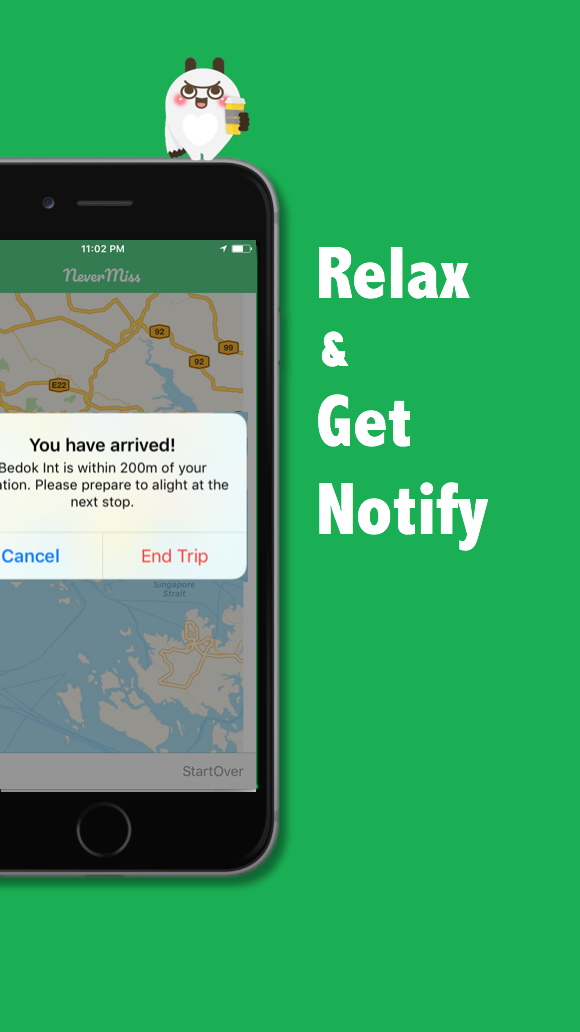 11:02 PM
NeverMiss
92
99
92
E22
You have arrived!
Bedok Int is within 200m of your
ation. Please prepare to alight at the
next stop.
Cancel
End Trip
Singapore
Strait
StartOver
Relax
&
Get
Notify